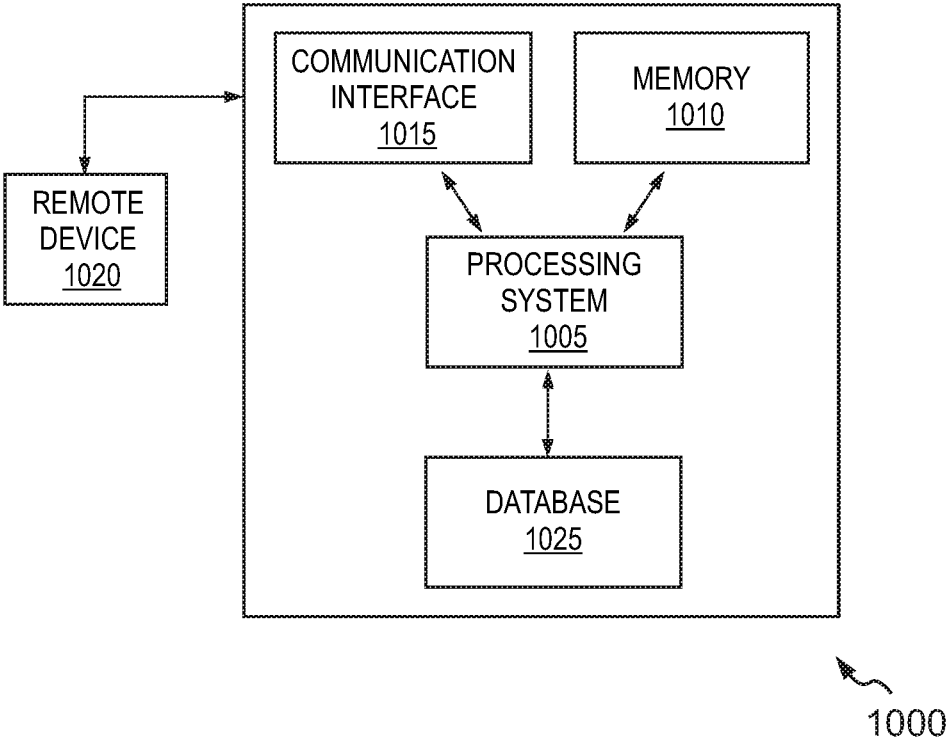 COMMUNICATION
INTERFACE
1015
MEMORY
1010
REMOTE
DEVICE
1020
PROCESSING
SYSTEM
1005
DATABASE
1025
1000